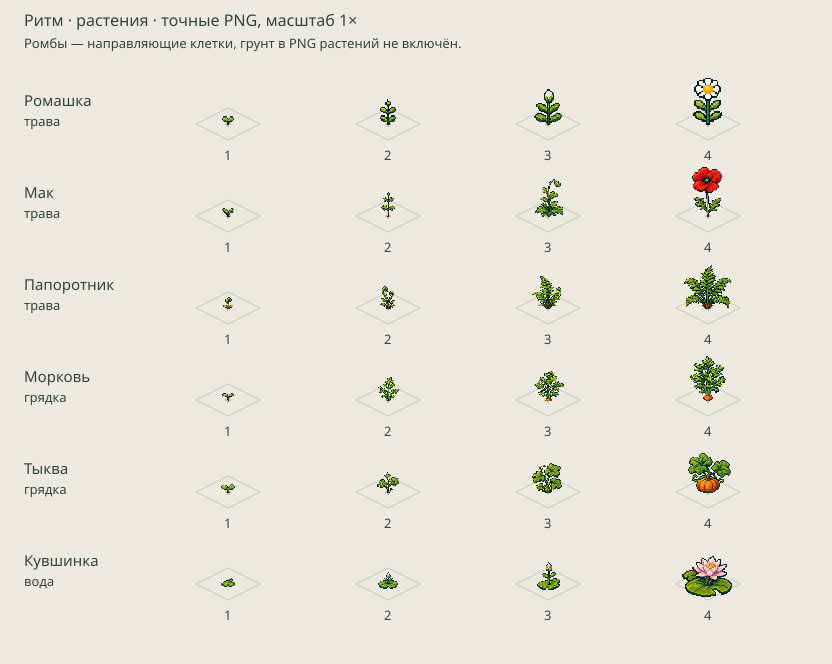 Ритм · растения · точные PNG, масштаб 1×
Ромбы — направляющие клетки, грунт в PNG растений не включён.
Ромашка
трава
1 2 3 4
Мак
трава
1 2 3 4
Папоротник
трава
1 2 3 4
Морковь
грядка
1 2 3 4
Тыква
грядка
1 2 3 4
Кувшинка
вода
1 2 3 4